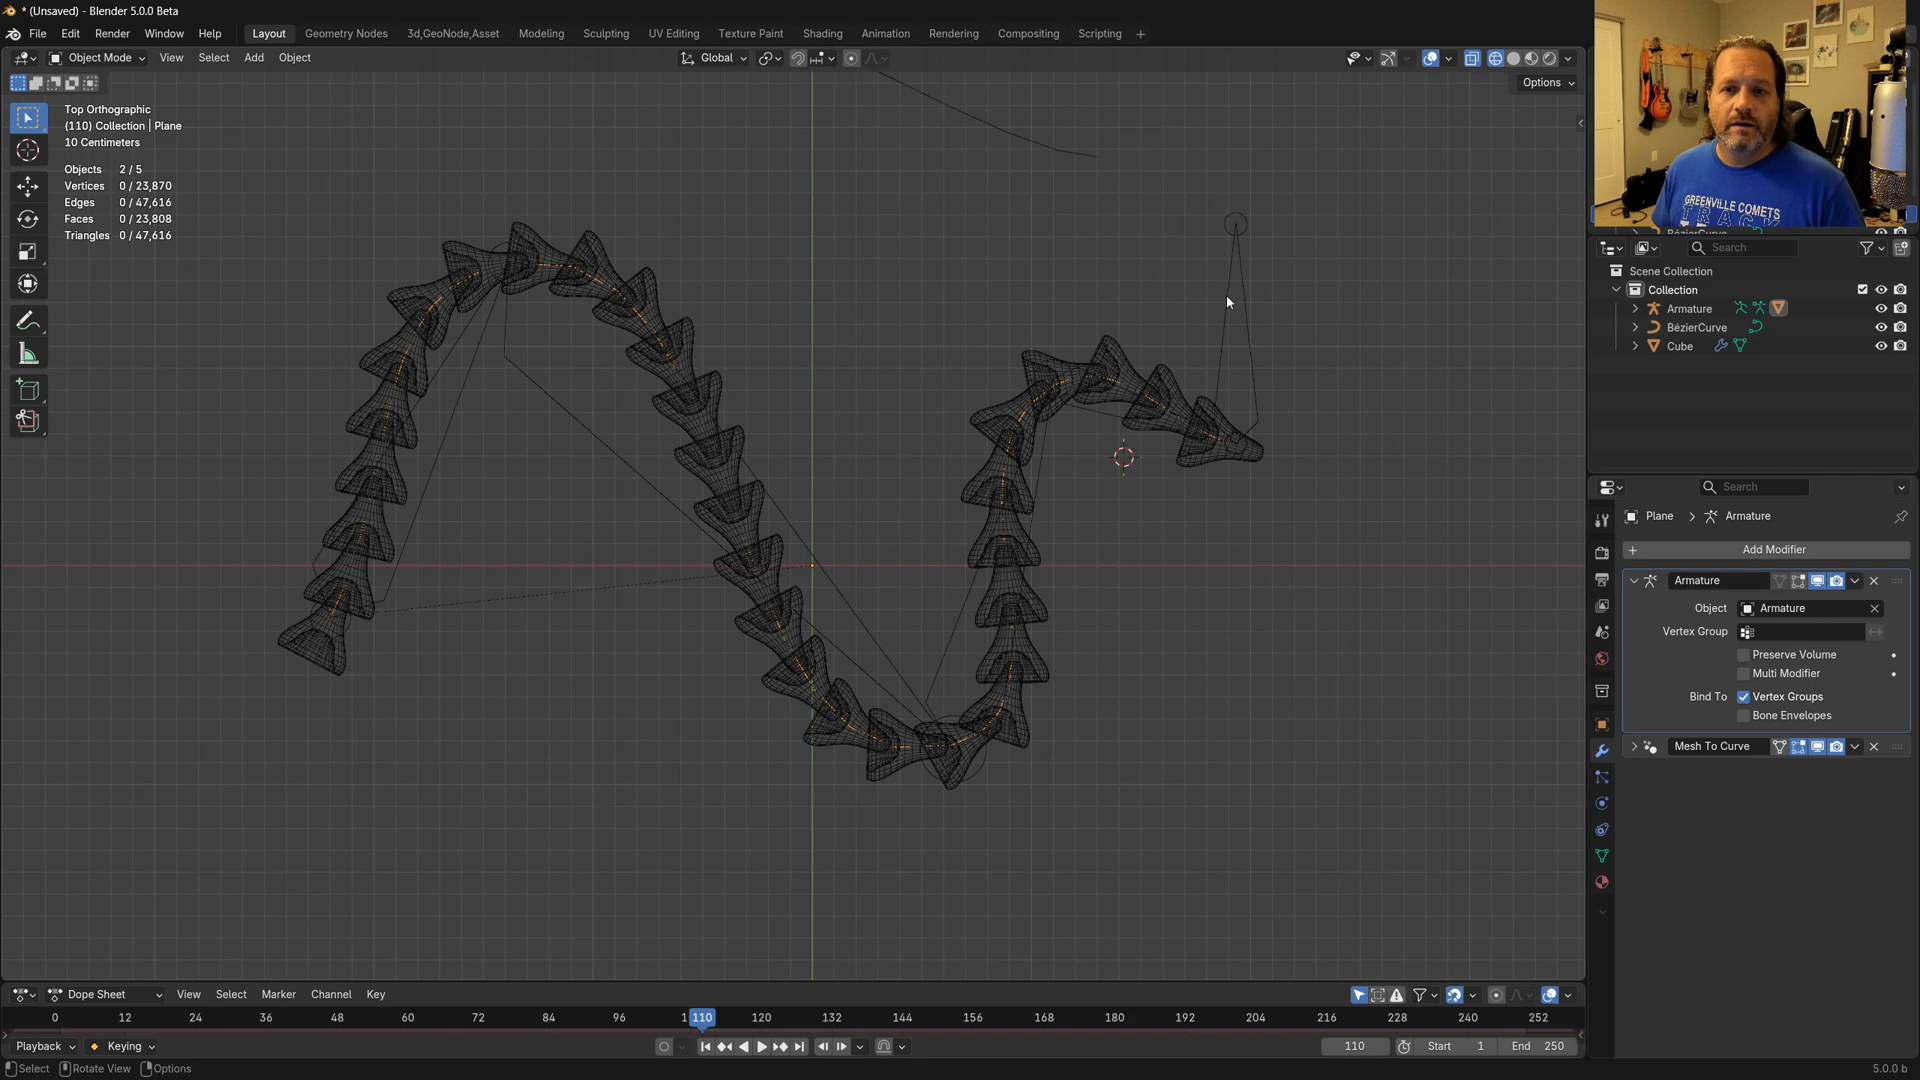 * (Unsaved) - Blender 5.0.0 Beta
File Edit Render Window Help Layout Geometry Nodes 3d,GeoNode,Asset Modeling Sculpting UV Editing Texture Paint Shading Animation Rendering Compositing Scripting +
Object Mode View Select Add Object Global
Options
Top Orthographic
(110) Collection | Plane
10 Centimeters
Objects 2 / 5
Vertices 0 / 23,870
Edges 0 / 47,616
Faces 0 / 23,808
Triangles 0 / 47,616
GREENVILLE COMETS
TRACK
BézierCurve
Search
Scene Collection
Collection
Armature
BézierCurve
Cube
Search
Plane > Armature
+ Add Modifier
Armature
Object Armature
Vertex Group
Preserve Volume
Multi Modifier
Bind To Vertex Groups
Bone Envelopes
Mesh To Curve
Dope Sheet View Select Marker Channel Key
0 12 24 36 48 60 72 84 96 1 110 120 132 144 156 168 180 192 204 216 228 240 252
Playback Keying 110 Start 1 End 250
Select Rotate View Options 5.0.0 b